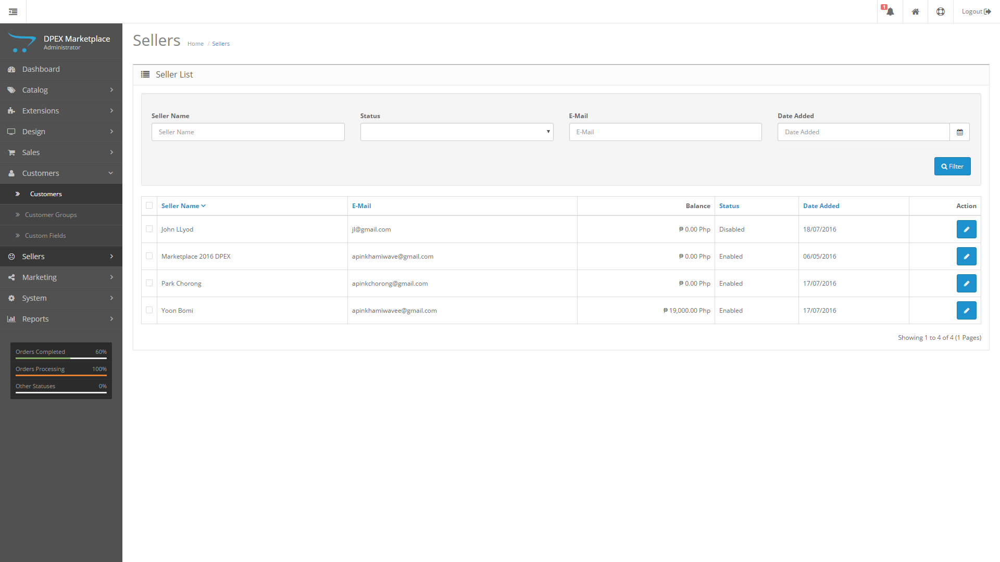 1
Logout
DPEX Marketplace
Administrator
Dashboard
Catalog
Extensions
Design
Sales
Customers
Customers
Customer Groups
Custom Fields
Sellers
Marketing
System
Reports
Orders Completed 60%
Orders Processing 100%
Other Statuses 0%
Sellers Home / Sellers
Seller List
Seller Name Status E-Mail Date Added
Seller Name E-Mail Date Added
Filter
Seller Name E-Mail Balance Status Date Added Action
John LLyod jl@gmail.com ₱ 0.00 Php Disabled 18/07/2016
Marketplace 2016 DPEX apinkhamiwave@gmail.com ₱ 0.00 Php Enabled 06/05/2016
Park Chorong apinkchorong@gmail.com ₱ 0.00 Php Enabled 17/07/2016
Yoon Bomi apinkhamiwavee@gmail.com ₱ 19,000.00 Php Enabled 17/07/2016
Showing 1 to 4 of 4 (1 Pages)